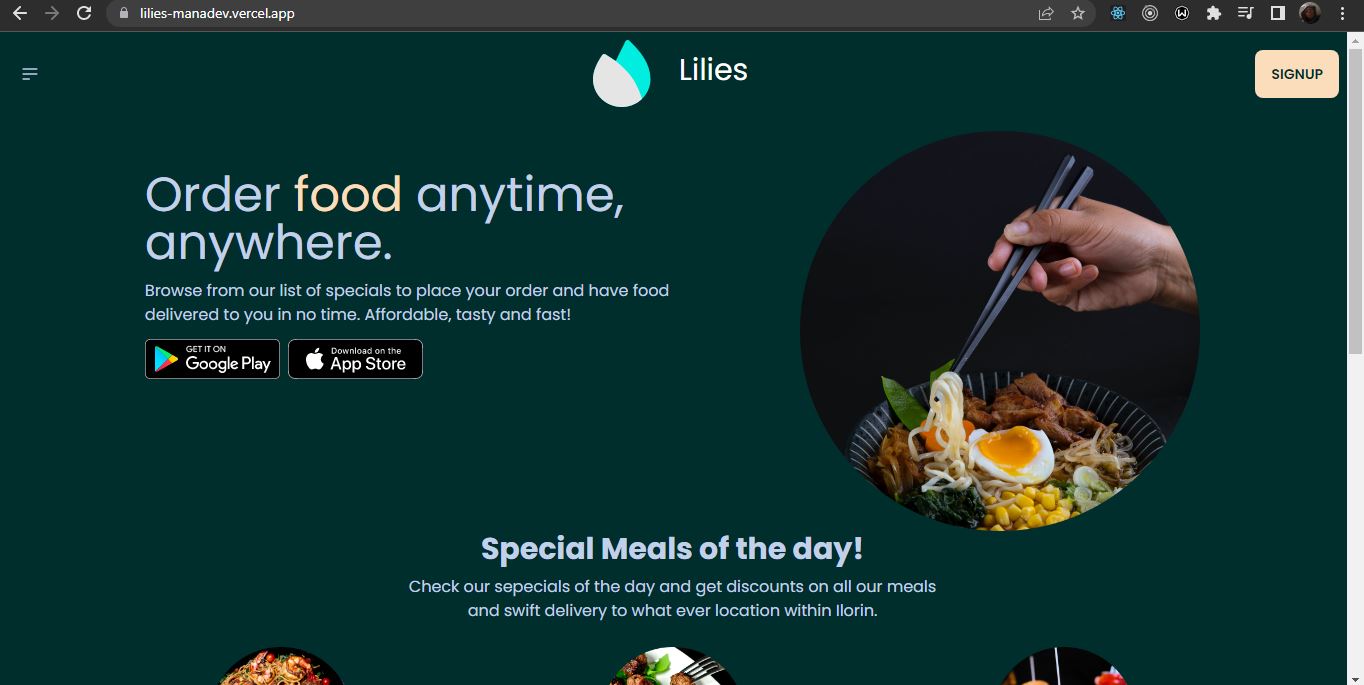 lilies-manadev.vercel.app
Lilies
SIGNUP
Order food anytime,
anywhere.
Browse from our list of specials to place your order and have food
delivered to you in no time. Affordable, tasty and fast!
GET IT ON
Google Play
Download on the
App Store
Special Meals of the day!
Check our sepecials of the day and get discounts on all our meals
and swift delivery to what ever location within Ilorin.